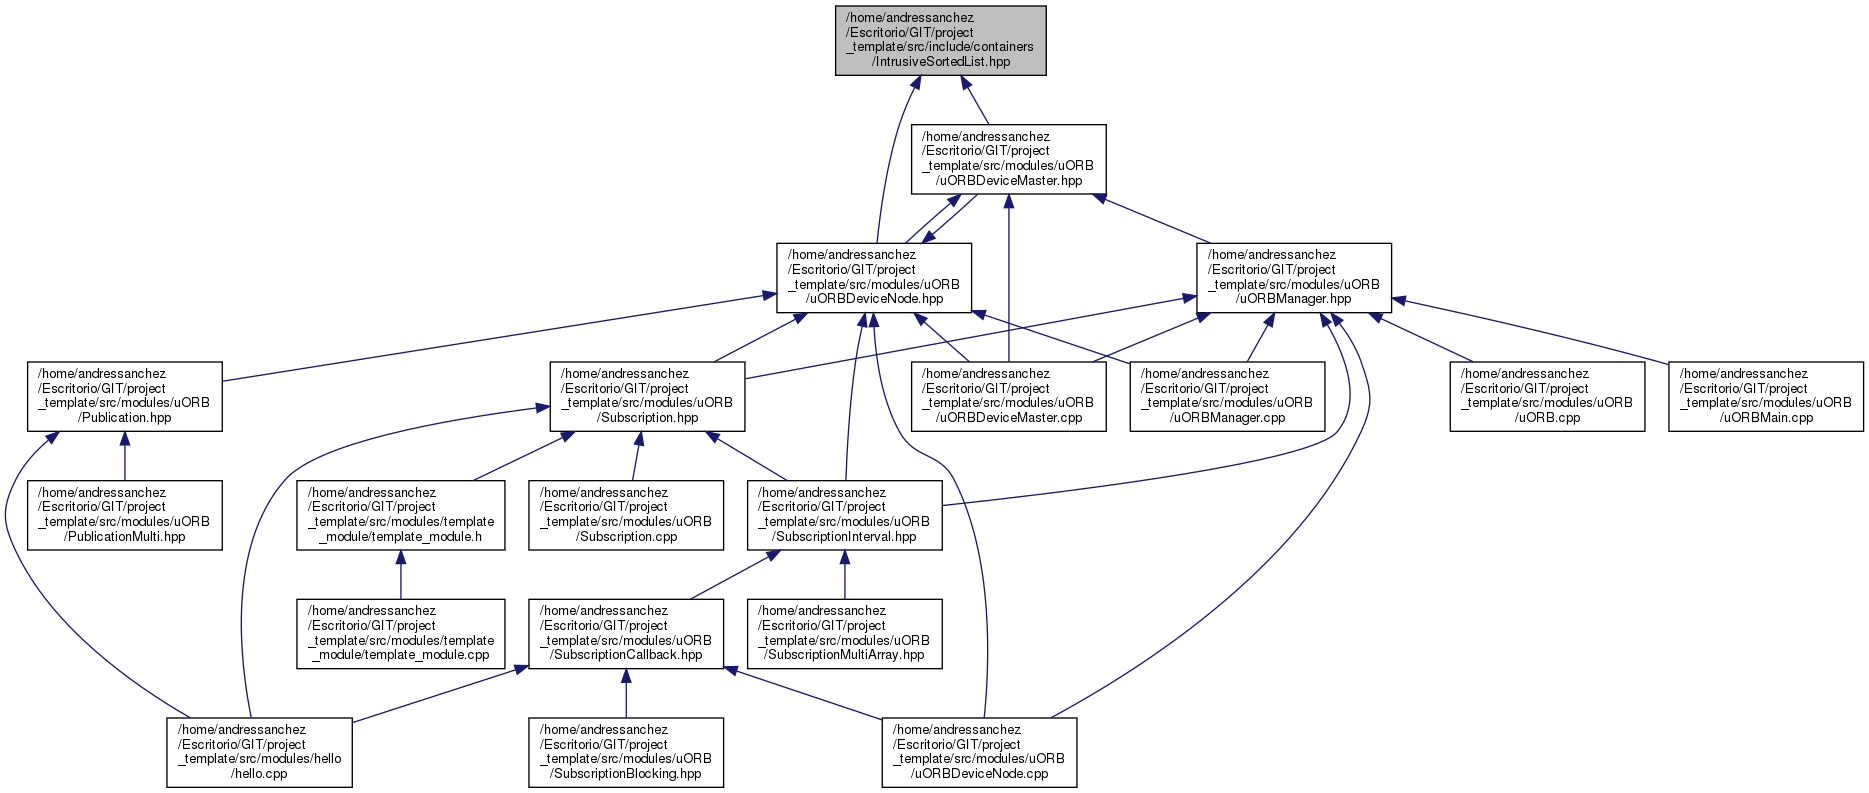 /home/andressanchez
/Escritorio/GIT/project
_template/src/include/containers
/IntrusiveSortedList.hpp
/home/andressanchez
/Escritorio/GIT/project
_template/src/modules/uORB
/uORBDeviceMaster.hpp
/home/andressanchez
/Escritorio/GIT/project
_template/src/modules/uORB
/uORBDeviceNode.hpp
/home/andressanchez
/Escritorio/GIT/project
_template/src/modules/uORB
/uORBManager.hpp
/home/andressanchez
/Escritorio/GIT/project
_template/src/modules/uORB
/Publication.hpp
/home/andressanchez
/Escritorio/GIT/project
_template/src/modules/uORB
/Subscription.hpp
/home/andressanchez
/Escritorio/GIT/project
_template/src/modules/uORB
/uORBDeviceMaster.cpp
/home/andressanchez
/Escritorio/GIT/project
_template/src/modules/uORB
/uORBManager.cpp
/home/andressanchez
/Escritorio/GIT/project
_template/src/modules/uORB
/uORB.cpp
/home/andressanchez
/Escritorio/GIT/project
_template/src/modules/uORB
/uORBMain.cpp
/home/andressanchez
/Escritorio/GIT/project
_template/src/modules/uORB
/PublicationMulti.hpp
/home/andressanchez
/Escritorio/GIT/project
_template/src/modules/template
_module/template_module.h
/home/andressanchez
/Escritorio/GIT/project
_template/src/modules/uORB
/Subscription.cpp
/home/andressanchez
/Escritorio/GIT/project
_template/src/modules/uORB
/SubscriptionInterval.hpp
/home/andressanchez
/Escritorio/GIT/project
_template/src/modules/template
_module/template_module.cpp
/home/andressanchez
/Escritorio/GIT/project
_template/src/modules/uORB
/SubscriptionCallback.hpp
/home/andressanchez
/Escritorio/GIT/project
_template/src/modules/uORB
/SubscriptionMultiArray.hpp
/home/andressanchez
/Escritorio/GIT/project
_template/src/modules/hello
/hello.cpp
/home/andressanchez
/Escritorio/GIT/project
_template/src/modules/uORB
/SubscriptionBlocking.hpp
/home/andressanchez
/Escritorio/GIT/project
_template/src/modules/uORB
/uORBDeviceNode.cpp